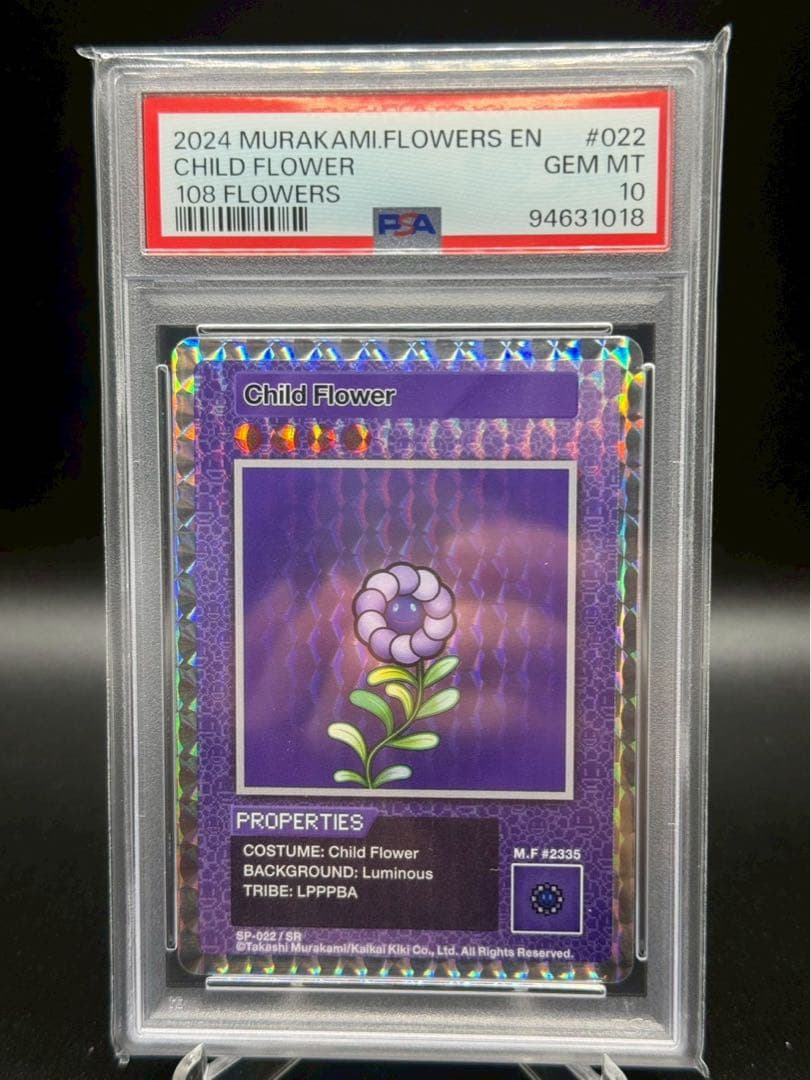 2024 MURAKAMI.FLOWERS EN #022
CHILD FLOWER GEM MT
108 FLOWERS 10
PSA 94631018
Child Flower
PROPERTIES
COSTUME: Child Flower
BACKGROUND: Luminous
TRIBE: LPPPBA
M.F #2335
SP-022 / SR
©Takashi Murakami/Kaikai Kiki Co., Ltd. All Rights Reserved.